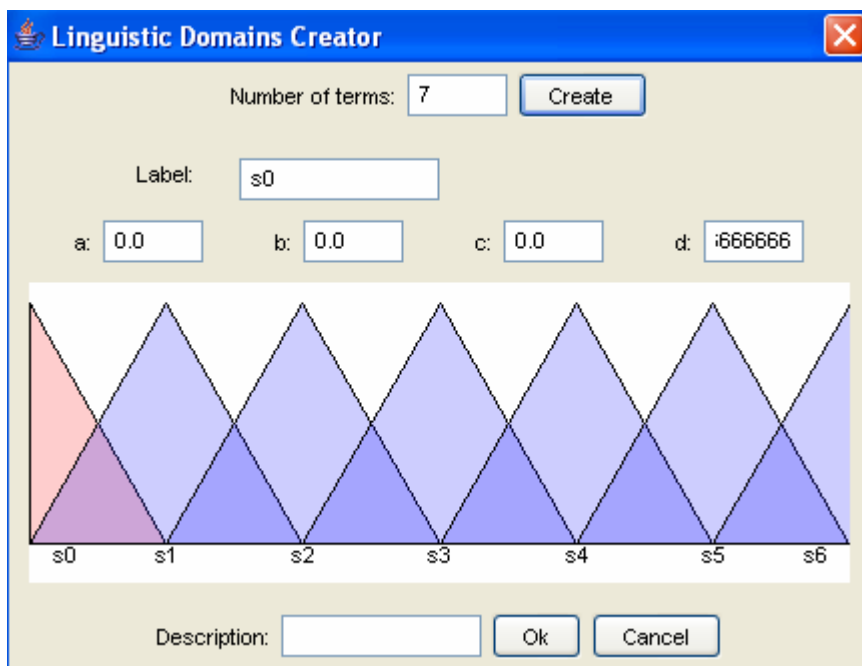 Linguistic Domains Creator
Number of terms: 7 Create
Label: s0
a: 0.0 b: 0.0 c: 0.0 d: 666666
s0 s1 s2 s3 s4 s5 s6
Description: Ok Cancel